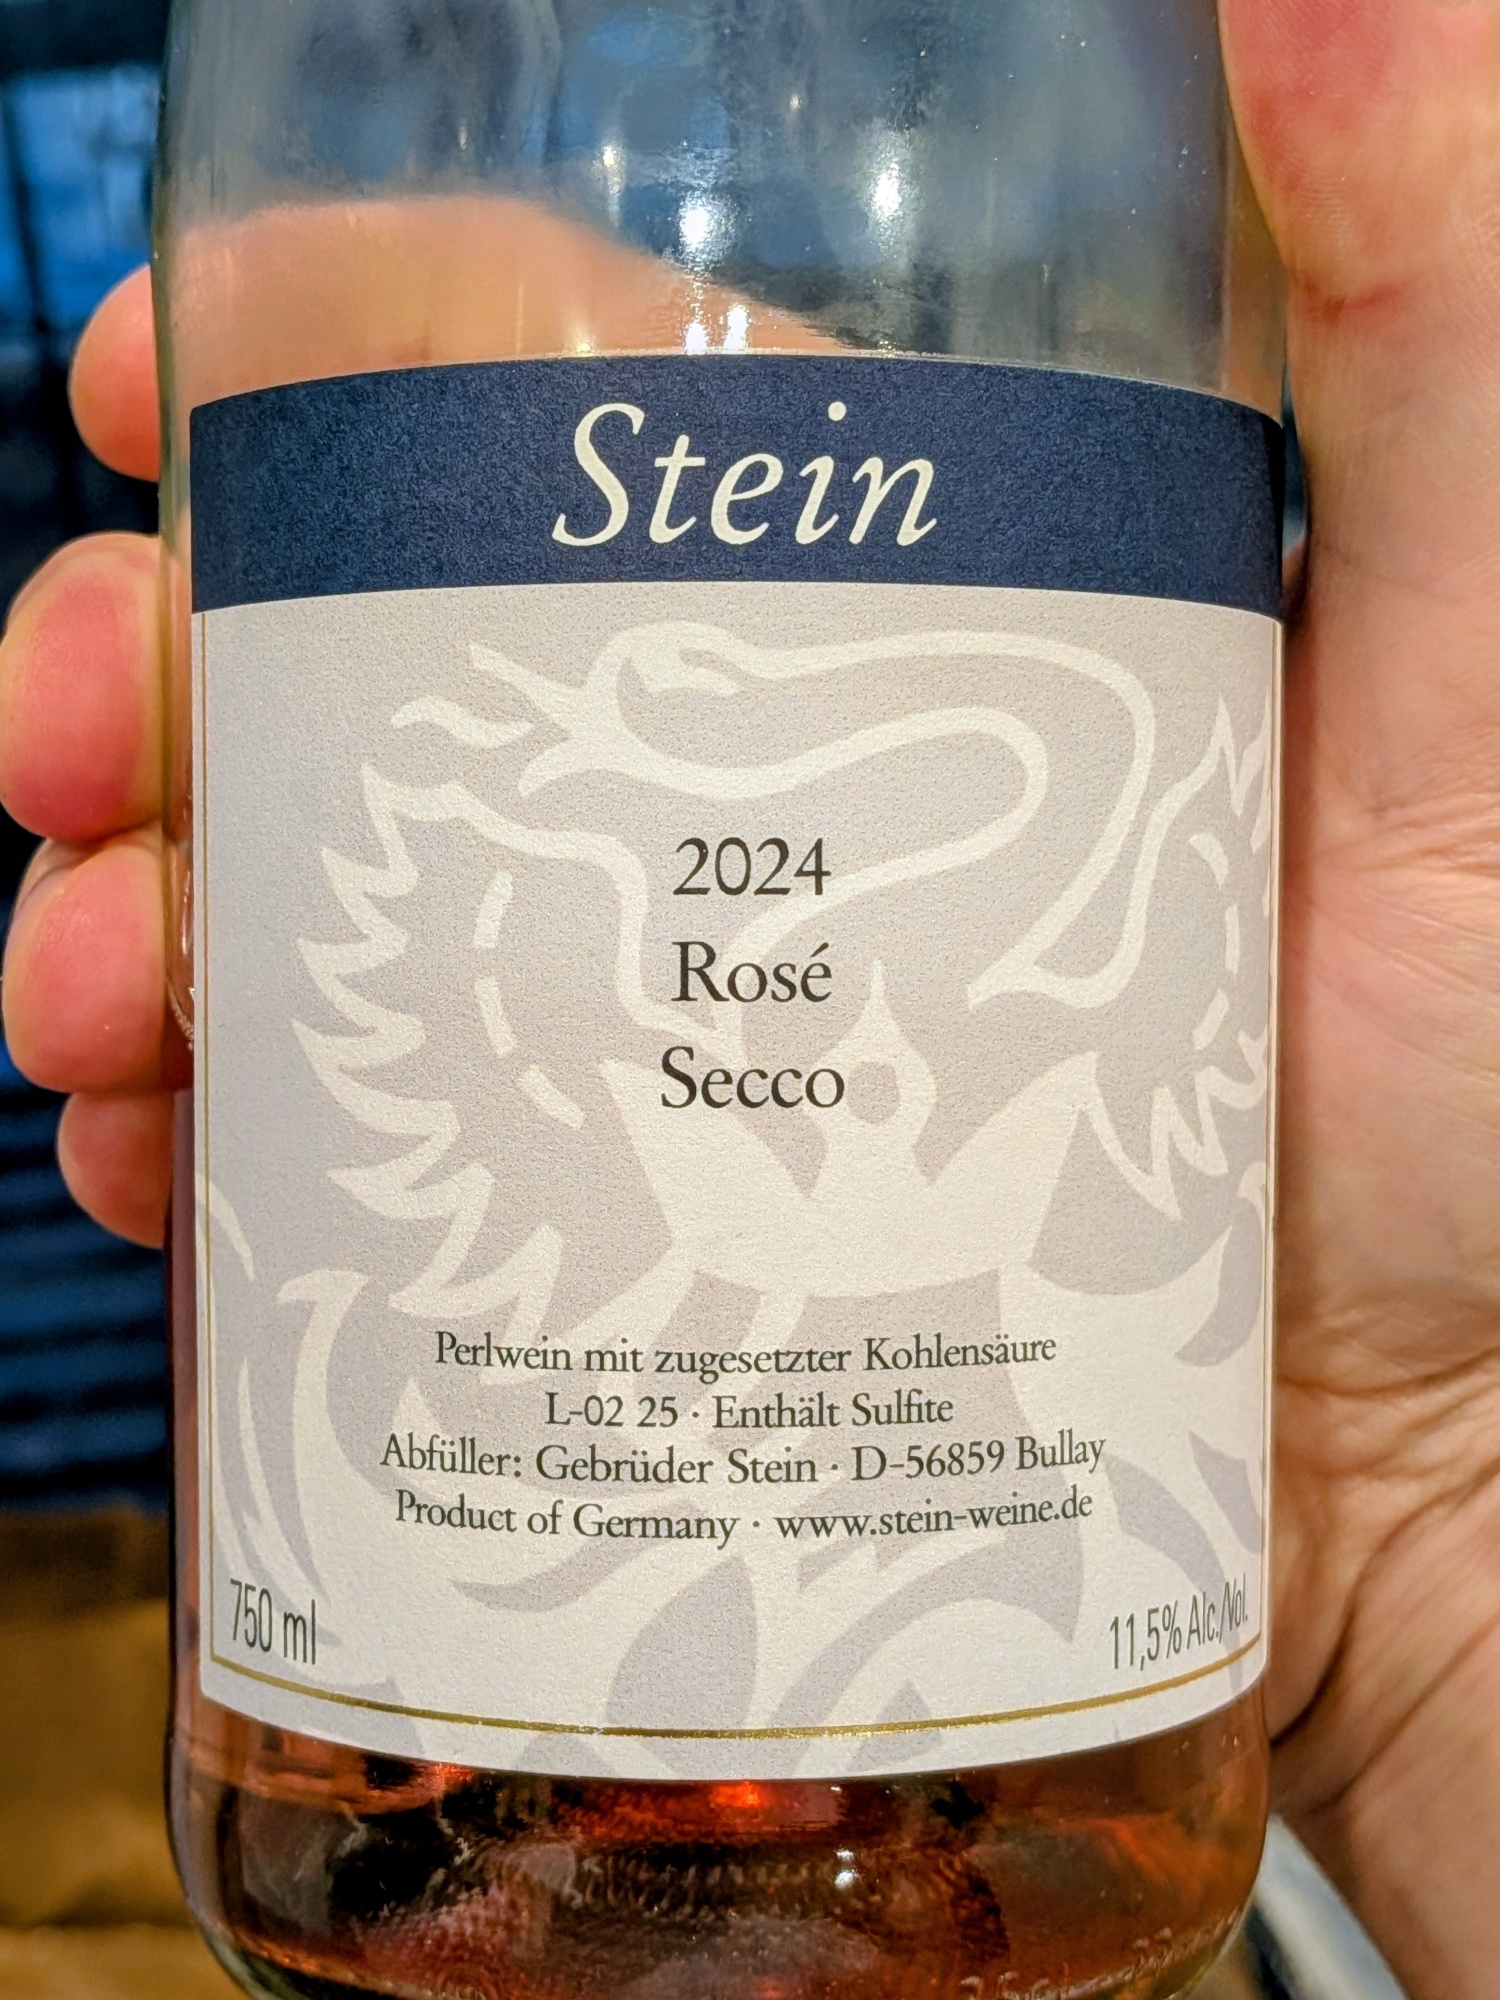 Stein
2024
Rosé
Secco
Perlwein mit zugesetzter Kohlensäure
L-02 25 · Enthält Sulfite
Abfüller: Gebrüder Stein · D-56859 Bullay
Product of Germany · www.stein-weine.de
750 ml
11,5% Alc./Vol.